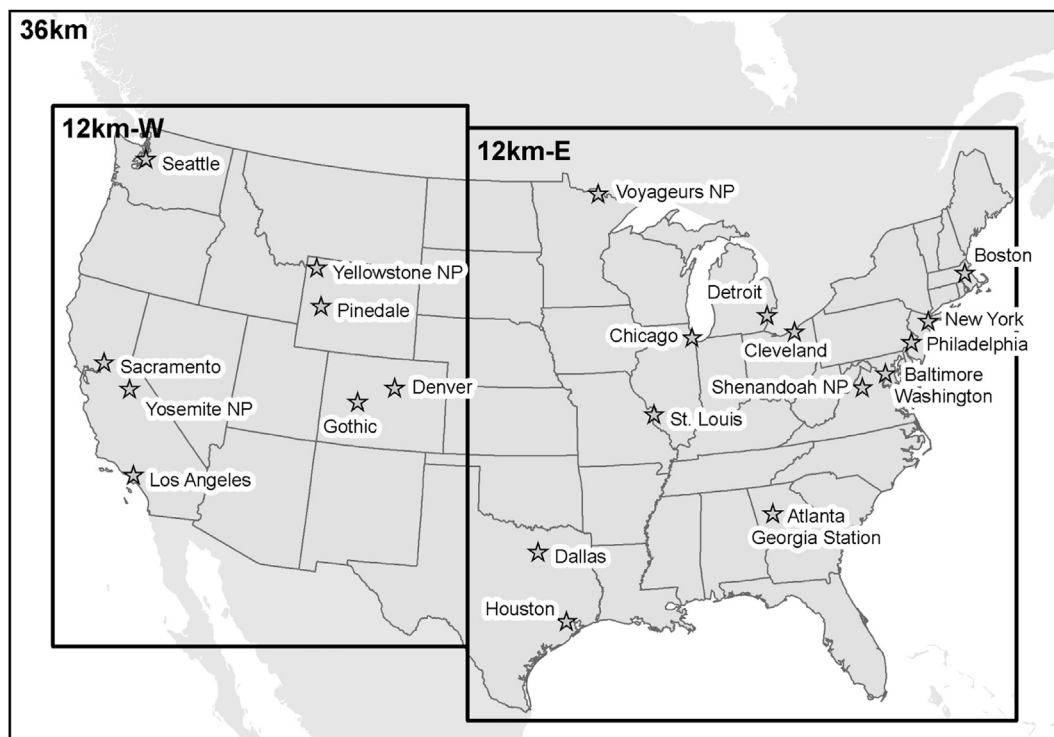 36km
12km-W
12km-E
Seattle
Voyageurs NP
Boston
Yellowstone NP
Detroit
Pinedale
New York
Chicago
Cleveland
Philadelphia
Sacramento
Denver
Shenandoah NP
Baltimore
Washington
Yosemite NP
Gothic
St. Louis
Los Angeles
Atlanta
Georgia Station
Dallas
Houston